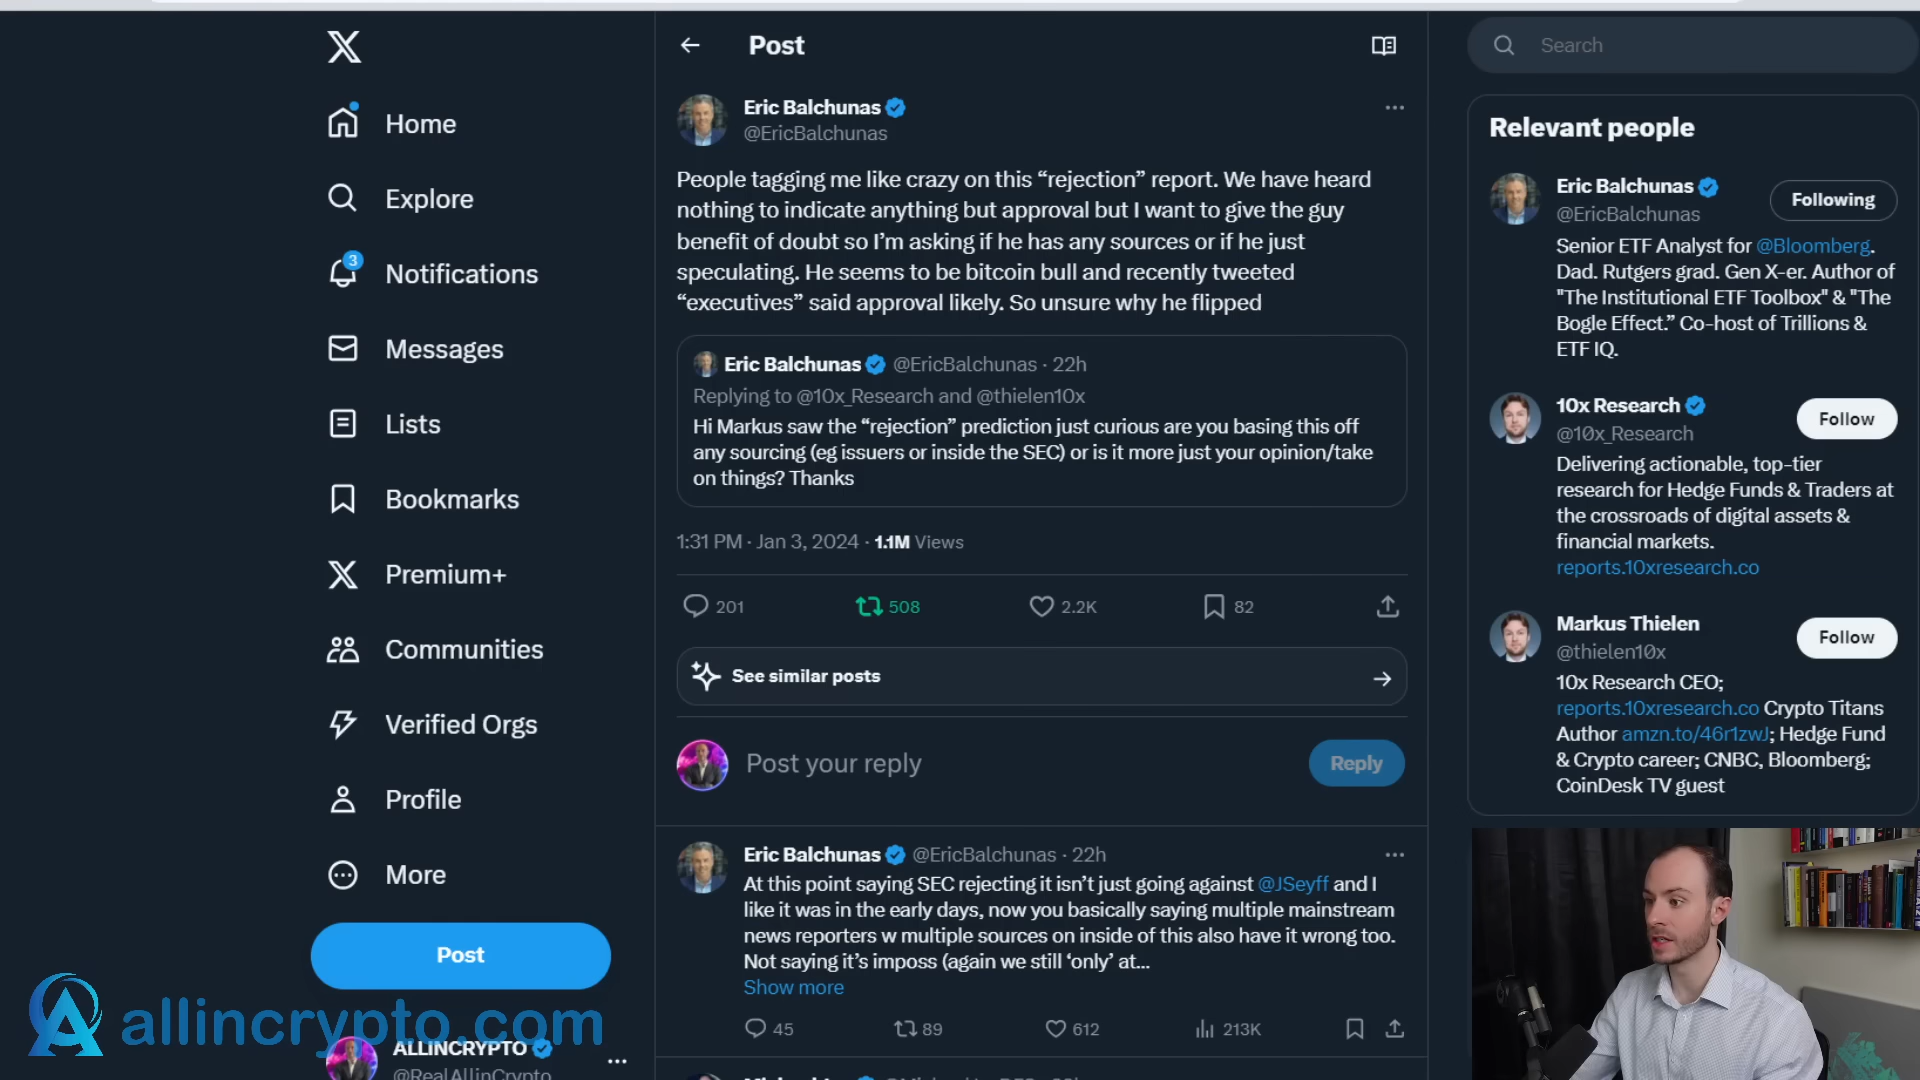 Home
Explore
3
Notifications
Messages
Lists
Bookmarks
Premium+
Communities
Verified Orgs
Profile
More
Post
allincrypto.com
ALLINCRYPTO
@RealAllinCrypto
Post
Eric Balchunas
@EricBalchunas
People tagging me like crazy on this “rejection” report. We have heard
nothing to indicate anything but approval but I want to give the guy
benefit of doubt so I’m asking if he has any sources or if he just
speculating. He seems to be bitcoin bull and recently tweeted
“executives” said approval likely. So unsure why he flipped
Eric Balchunas @EricBalchunas · 22h
Replying to @10x_Research and @thielen10x
Hi Markus saw the “rejection” prediction just curious are you basing this off
any sourcing (eg issuers or inside the SEC) or is it more just your opinion/take
on things? Thanks
1:31 PM · Jan 3, 2024 · 1.1M Views
201 508 2.2K 82
See similar posts
Post your reply
Reply
Eric Balchunas @EricBalchunas · 22h
At this point saying SEC rejecting it isn’t just going against @JSeyff and I
like it was in the early days, now you basically saying multiple mainstream
news reporters w multiple sources on inside of this also have it wrong too.
Not saying it’s imposs (again we still ‘only’ at...
Show more
45 89 612 213K
Search
Relevant people
Eric Balchunas
@EricBalchunas
Following
Senior ETF Analyst for @Bloomberg.
Dad. Rutgers grad. Gen X-er. Author of
"The Institutional ETF Toolbox" & "The
Bogle Effect.” Co-host of Trillions &
ETF IQ.
10x Research
@10x_Research
Follow
Delivering actionable, top-tier
research for Hedge Funds & Traders at
the crossroads of digital assets &
financial markets.
reports.10xresearch.co
Markus Thielen
@thielen10x
Follow
10x Research CEO;
reports.10xresearch.co Crypto Titans
Author amzn.to/46r1zwJ; Hedge Fund
& Crypto career; CNBC, Bloomberg;
CoinDesk TV guest